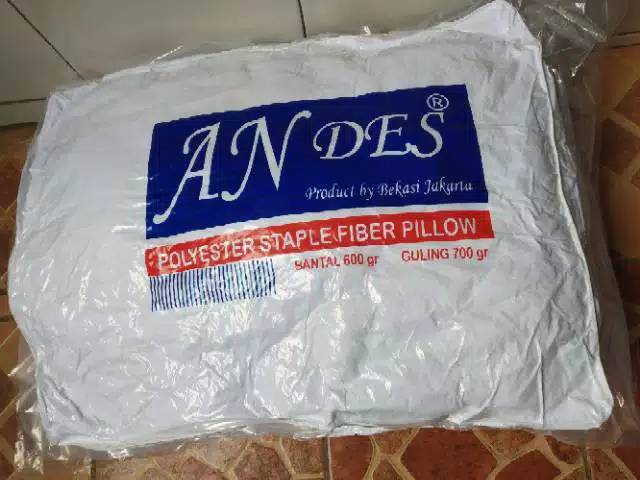 AN DES ®
Product by Bekasi Jakarta
POLYESTER STAPLE FIBER PILLOW
BANTAL 600 gr GULING 700 gr